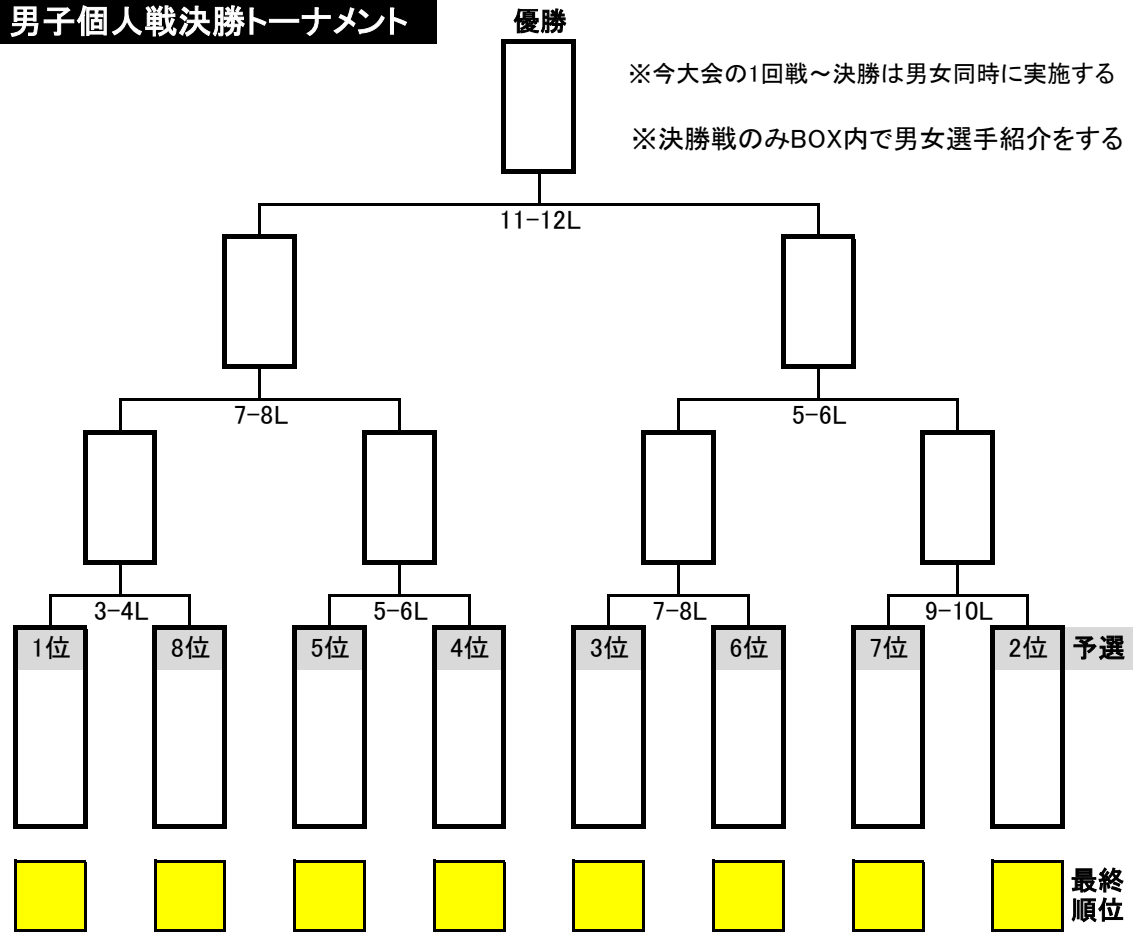 男子個人戦決勝トーナメント
優勝
※今大会の1回戦～決勝は男女同時に実施する
※決勝戦のみBOX内で男女選手紹介をする
11-12L
7-8L
5-6L
3-4L
5-6L
7-8L
9-10L
1位
8位
5位
4位
3位
6位
7位
2位
予選
最終
順位